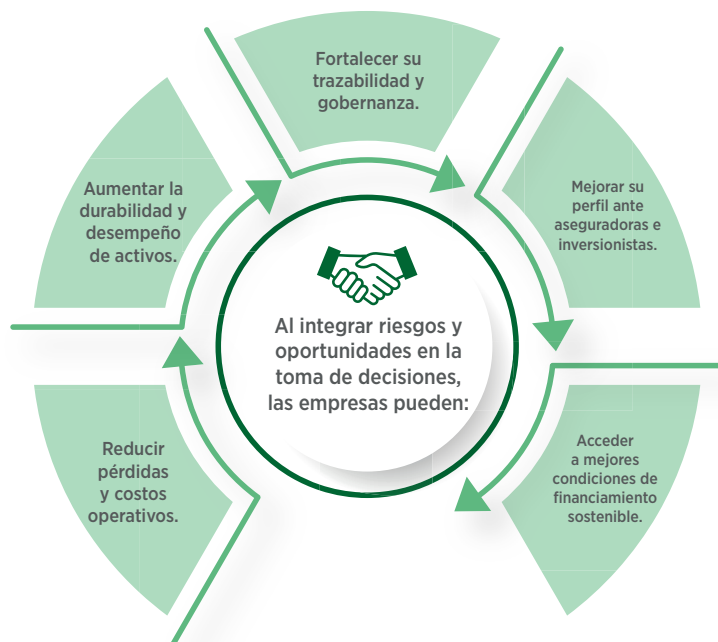 Fortalecer su
trazabilidad y
gobernanza.
Aumentar la
durabilidad y
desempeño
de activos.
Mejorar su
perfil ante
aseguradoras e
inversionistas.
Al integrar riesgos y
oportunidades en la
toma de decisiones,
las empresas pueden:
Reducir
pérdidas
y costos
operativos.
Acceder
a mejores
condiciones de
financiamiento
sostenible.